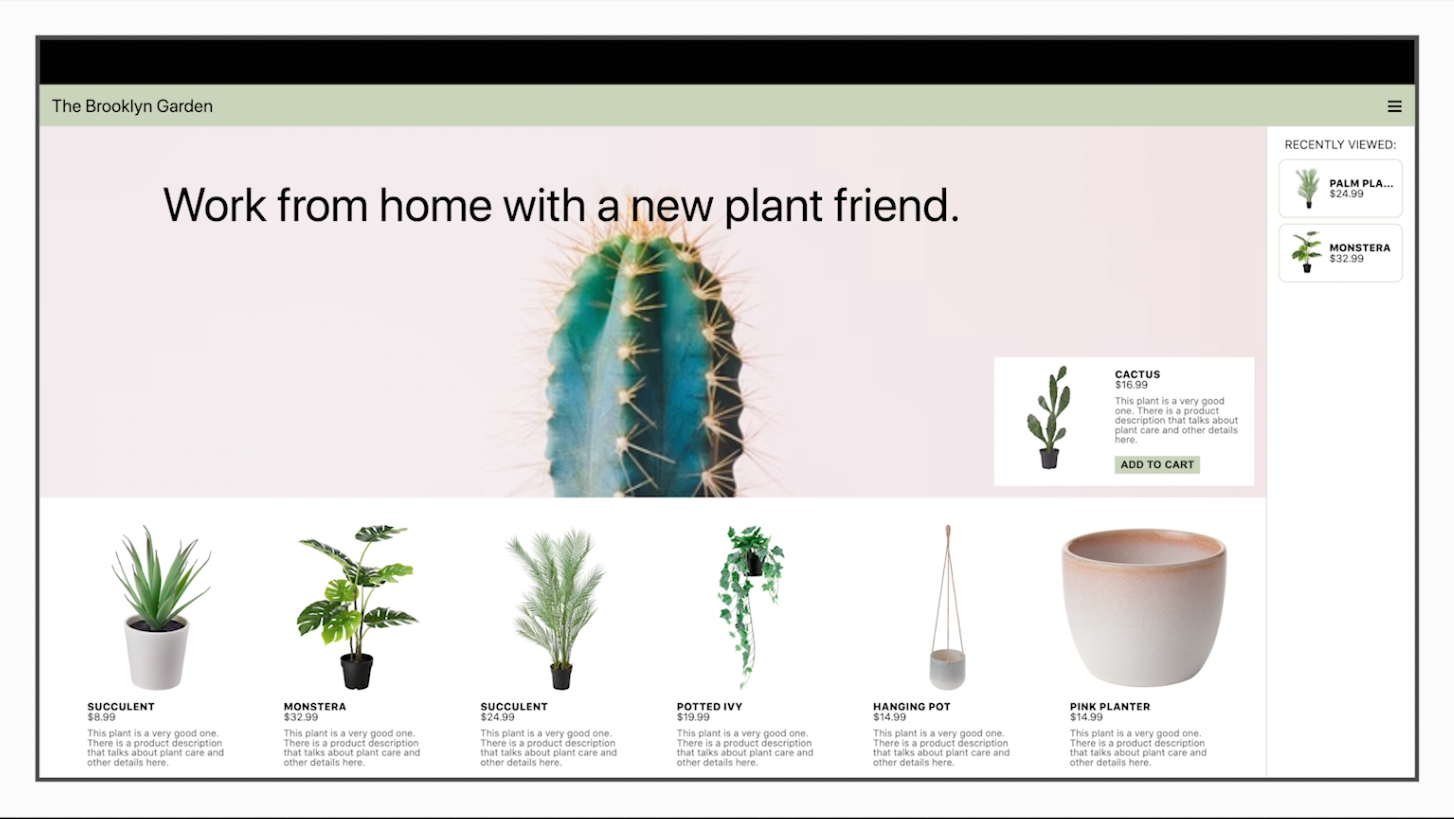 The Brooklyn Garden
Work from home with a new plant friend.
RECENTLY VIEWED:
PALM PLA...
$24.99
MONSTERA
$32.99
CACTUS
$16.99
This plant is a very good
one. There is a product
description that talks about
plant care and other details
here.
ADD TO CART
SUCCULENT
$8.99
This plant is a very good one.
There is a product description
that talks about plant care and
other details here.
MONSTERA
$32.99
This plant is a very good one.
There is a product description
that talks about plant care and
other details here.
SUCCULENT
$24.99
This plant is a very good one.
There is a product description
that talks about plant care and
other details here.
POTTED IVY
$19.99
This plant is a very good one.
There is a product description
that talks about plant care and
other details here.
HANGING POT
$14.99
This plant is a very good one.
There is a product description
that talks about plant care and
other details here.
PINK PLANTER
$14.99
This plant is a very good one.
There is a product description
that talks about plant care and
other details here.